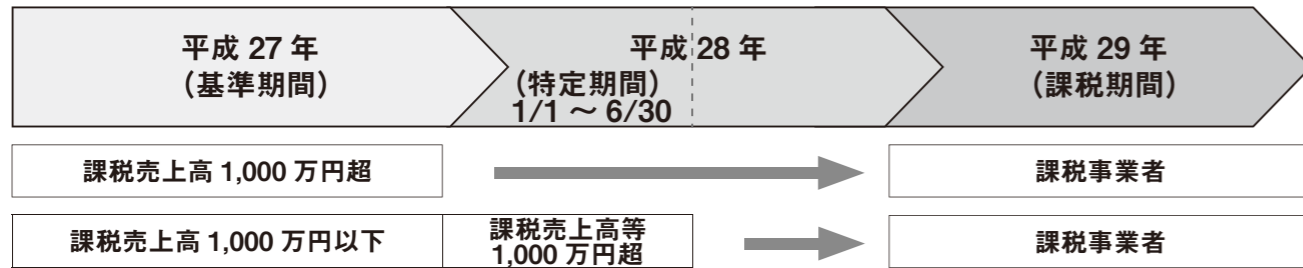 平成 27 年
(基準期間)
平成 28 年
(特定期間)
1/1 ~ 6/30
平成 29 年
(課税期間)
課税売上高 1,000 万円超
課税事業者
課税売上高 1,000 万円以下
課税売上高等
1,000 万円超
課税事業者